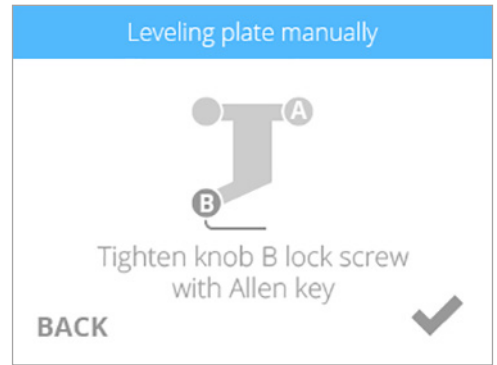 Leveling plate manually
A
B
Tighten knob B lock screw
with Allen key
BACK